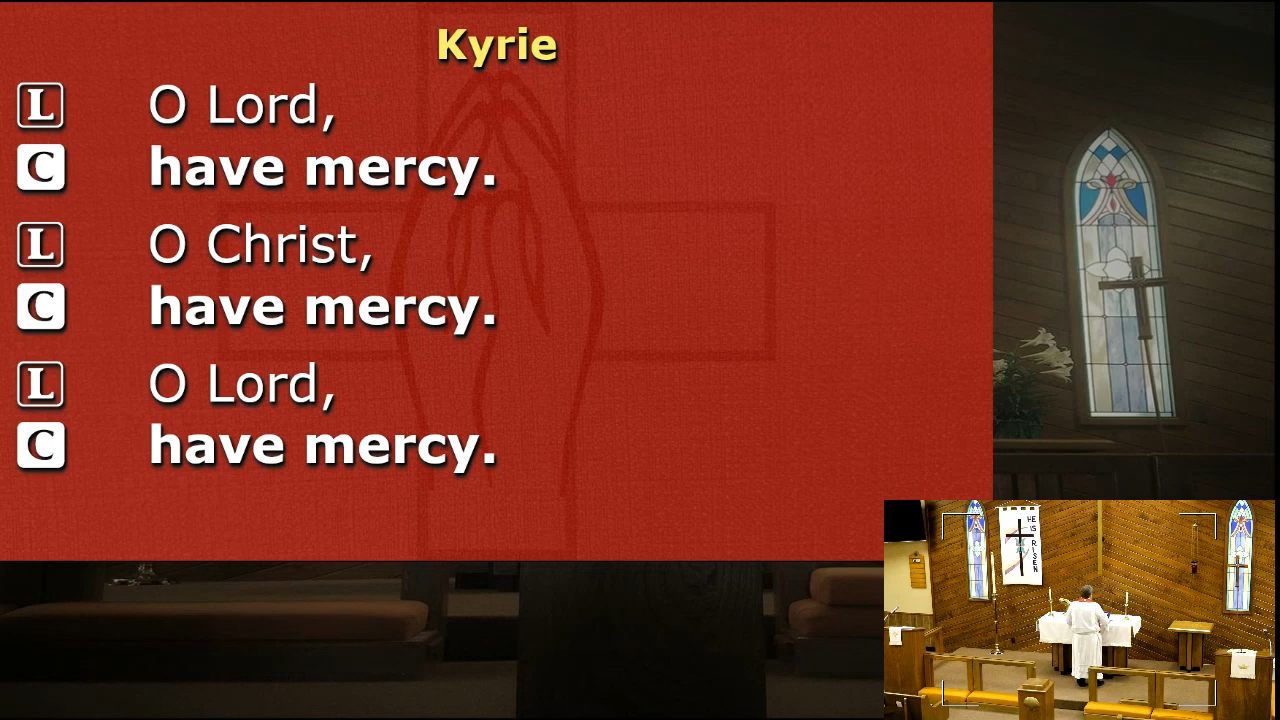 Kyrie
L O Lord,
C have mercy.
L O Christ,
C have mercy.
L O Lord,
C have mercy.
HE
IS
RISEN